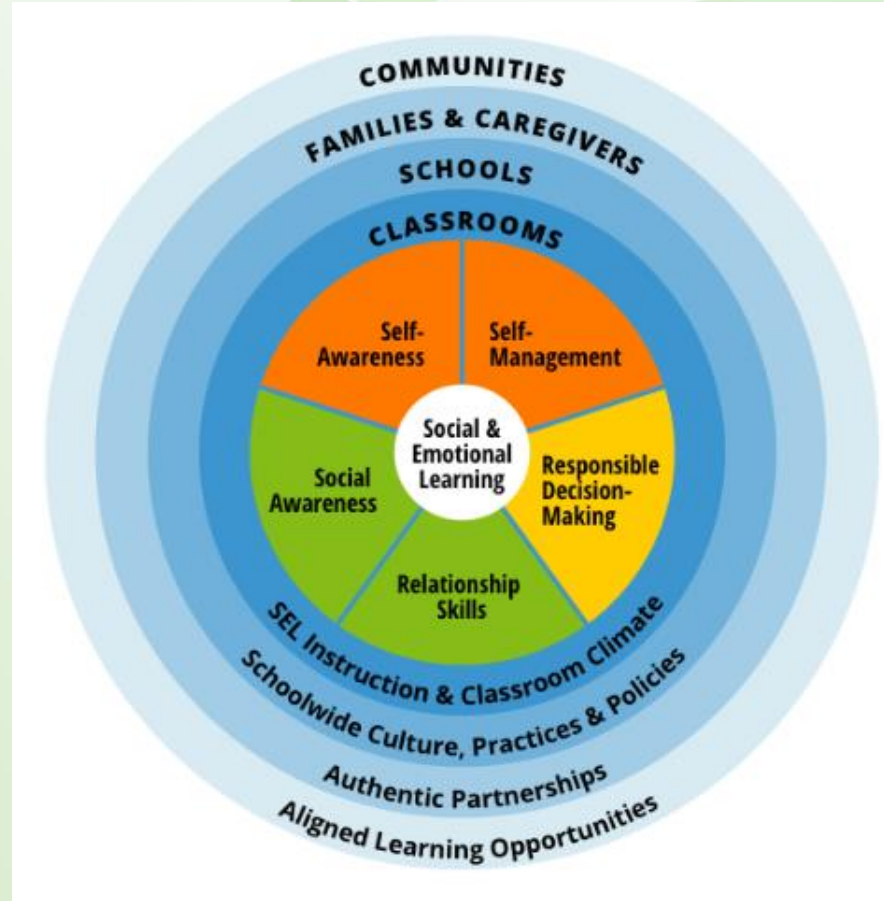 COMMUNITIES
FAMILIES & CAREGIVERS
SCHOOLS
CLASSROOMS
Self-
Awareness
Self-
Management
Social &
Emotional
Learning
Social
Awareness
Responsible
Decision-
Making
Relationship
Skills
SEL Instruction & Classroom Climate
Schoolwide Culture, Practices & Policies
Authentic Partnerships
Aligned Learning Opportunities